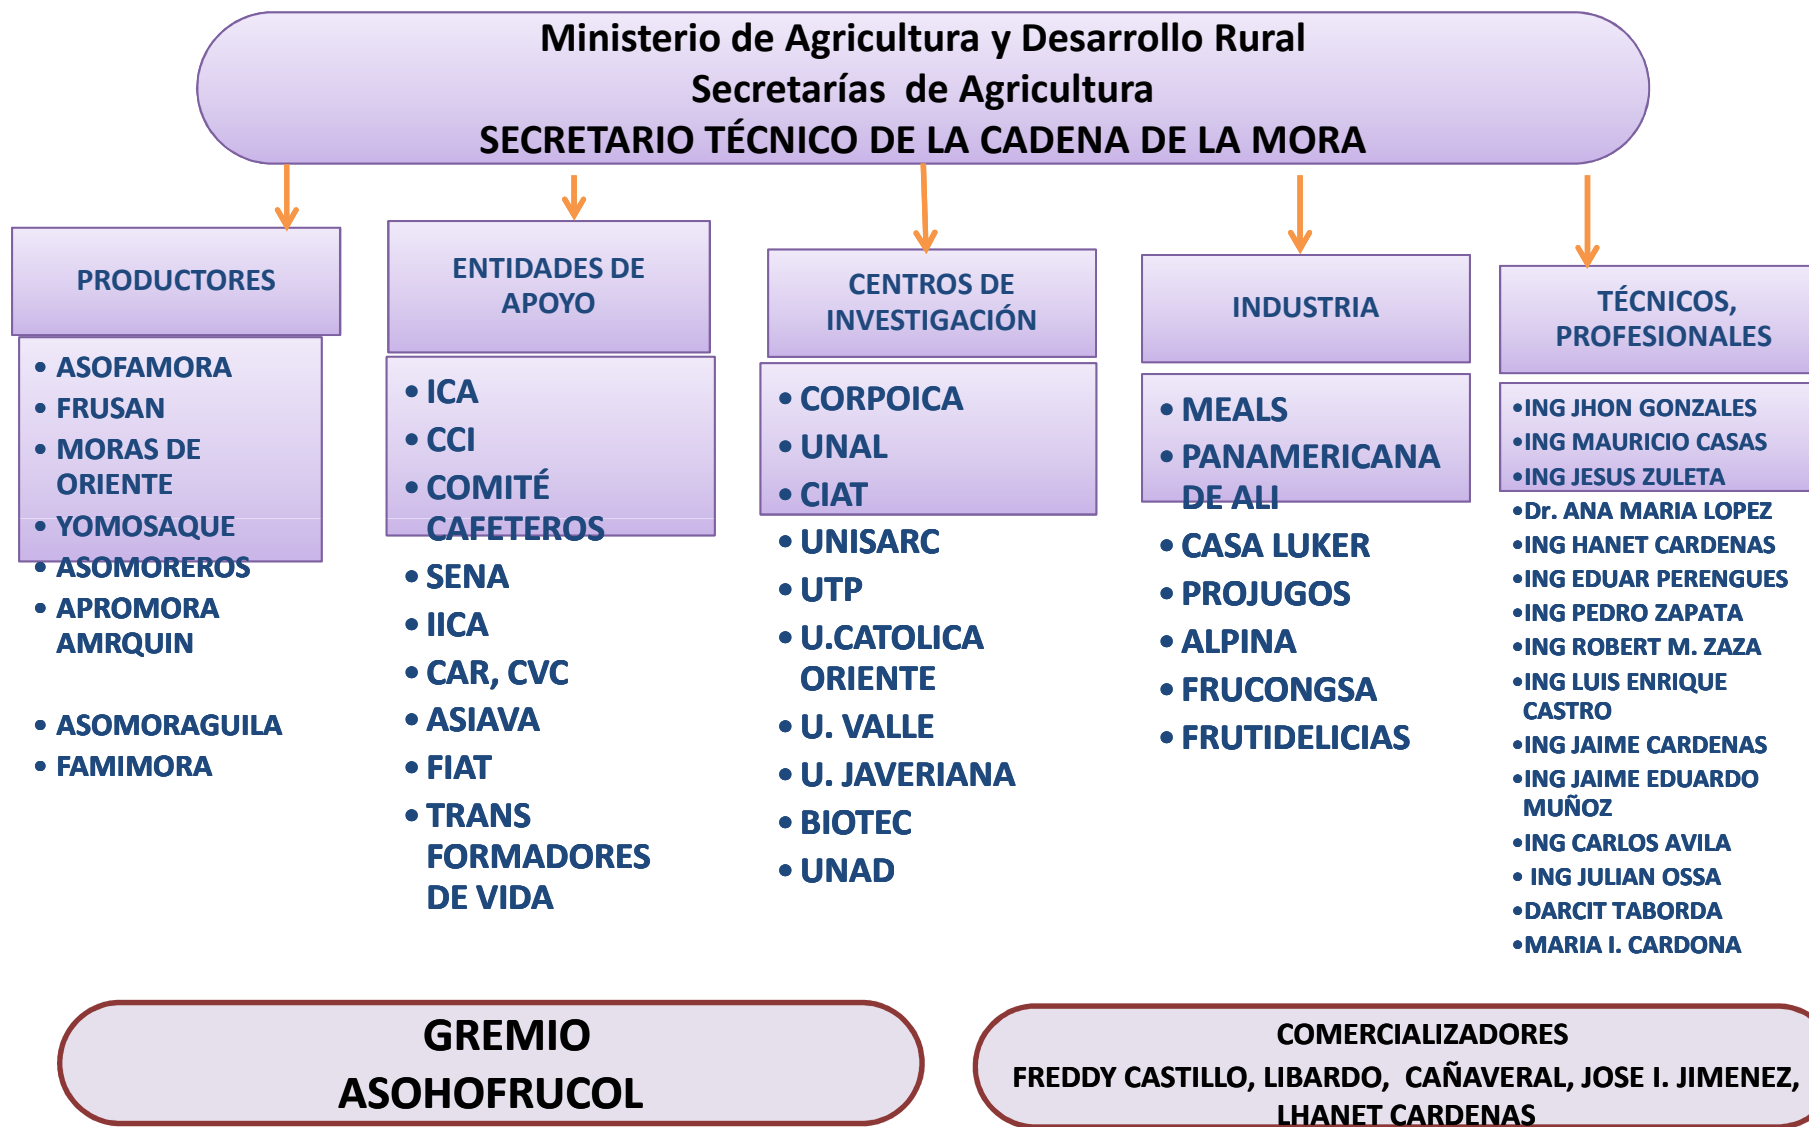 Ministerio de Agricultura y Desarrollo Rural
Secretarías de Agricultura
SECRETARIO TÉCNICO DE LA CADENA DE LA MORA
PRODUCTORES
• ASOFAMORA
• FRUSAN
• MORAS DE
ORIENTE
• YOMOSAQUE
• ASOMOREROS
• APROMORA
AMRQUIN
• ASOMORAGUILA
• FAMIMORA
ENTIDADES DE
APOYO
• ICA
• CCI
• COMITÉ
CAFETEROS
• SENA
• IICA
• CAR, CVC
• ASIAVA
• FIAT
• TRANS
FORMADORES
DE VIDA
CENTROS DE
INVESTIGACIÓN
• CORPOICA
• UNAL
• CIAT
• UNISARC
• UTP
• U.CATOLICA
ORIENTE
• U. VALLE
• U. JAVERIANA
• BIOTEC
• UNAD
INDUSTRIA
• MEALS
• PANAMERICANA
DE ALI
• CASA LUKER
• PROJUGOS
• ALPINA
• FRUCONGSA
• FRUTIDELICIAS
TÉCNICOS,
PROFESIONALES
•ING JHON GONZALES
•ING MAURICIO CASAS
•ING JESUS ZULETA
•Dr. ANA MARIA LOPEZ
•ING HANET CARDENAS
•ING EDUAR PERENGUES
•ING PEDRO ZAPATA
•ING ROBERT M. ZAZA
•ING LUIS ENRIQUE
CASTRO
•ING JAIME CARDENAS
•ING JAIME EDUARDO
MUÑOZ
•ING CARLOS AVILA
• ING JULIAN OSSA
•DARCIT TABORDA
•MARIA I. CARDONA
GREMIO
ASOHOFRUCOL
COMERCIALIZADORES
FREDDY CASTILLO, LIBARDO, CAÑAVERAL, JOSE I. JIMENEZ,
LHANET CARDENAS